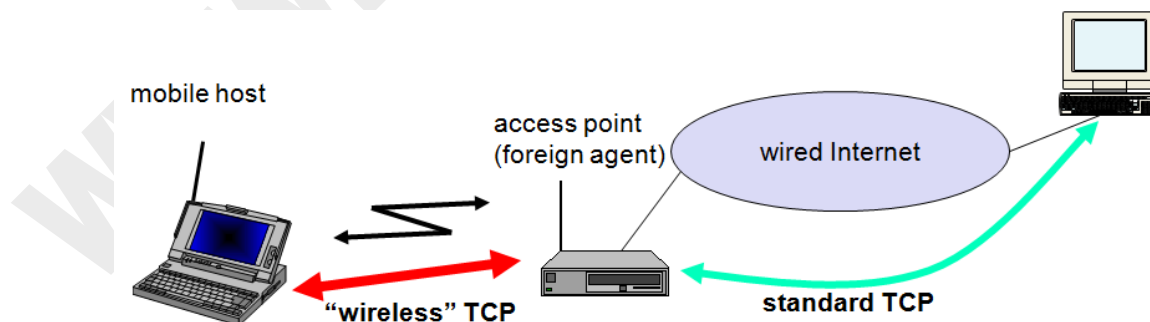 mobile host
access point
(foreign agent)
wired Internet
“wireless” TCP
standard TCP